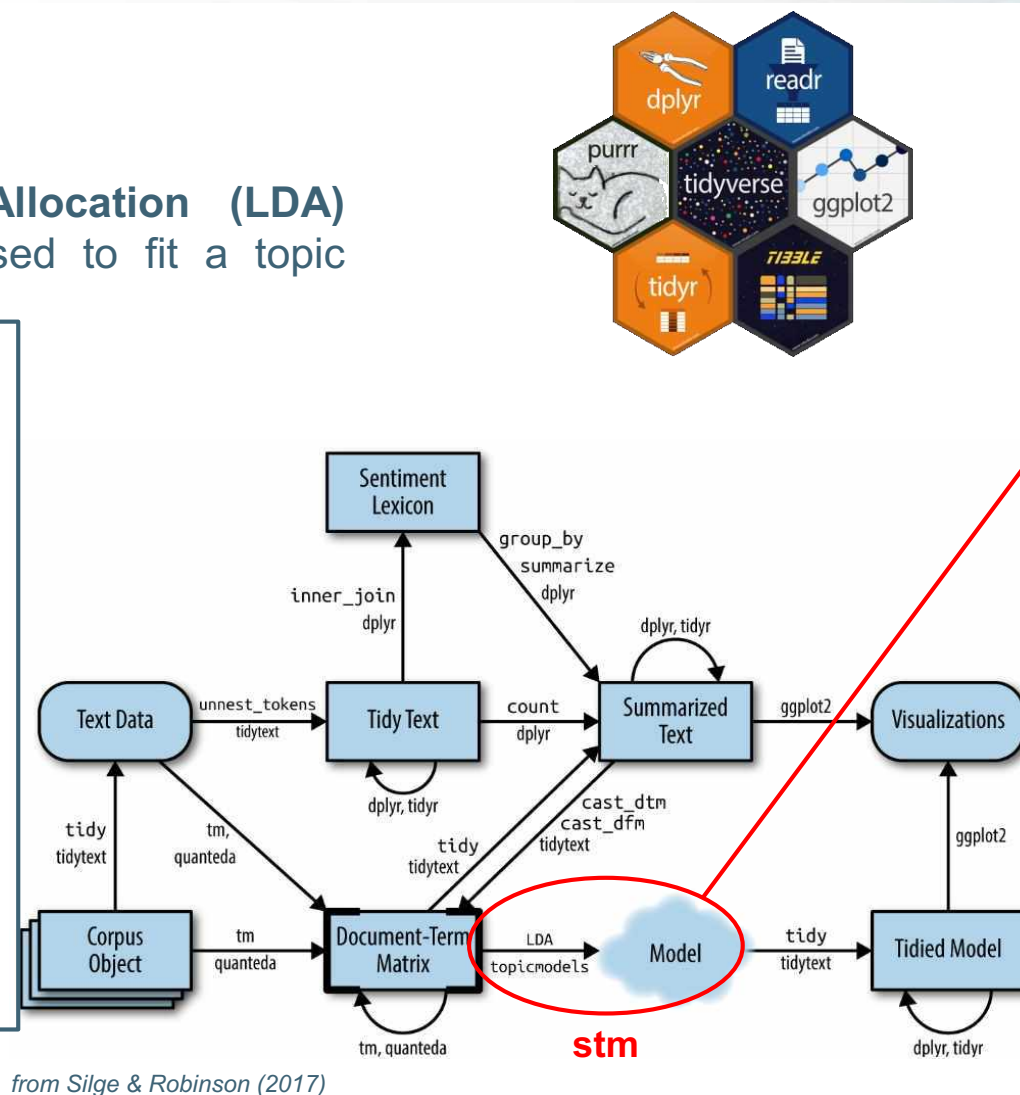 dplyr
readr
purrr
tidyverse
ggplot2
tidyr
TIBBLE
Allocation (LDA)
sed to fit a topic
Sentiment
Lexicon
group_by
summarize
dplyr
inner_join
dplyr
dplyr, tidyr
Text Data
unnest_tokens
tidytext
Tidy Text
count
dplyr
Summarized
Text
ggplot2
Visualizations
dplyr, tidyr
cast_dtm
cast_dfm
tidytext
tidy
tidytext
tm,
quanteda
tidy
tidytext
ggplot2
Corpus
Object
tm
quanteda
Document-Term
Matrix
LDA
topicmodels
Model
tidy
tidytext
Tidied Model
tm, quanteda
stm
dplyr, tidyr
from Silge & Robinson (2017)